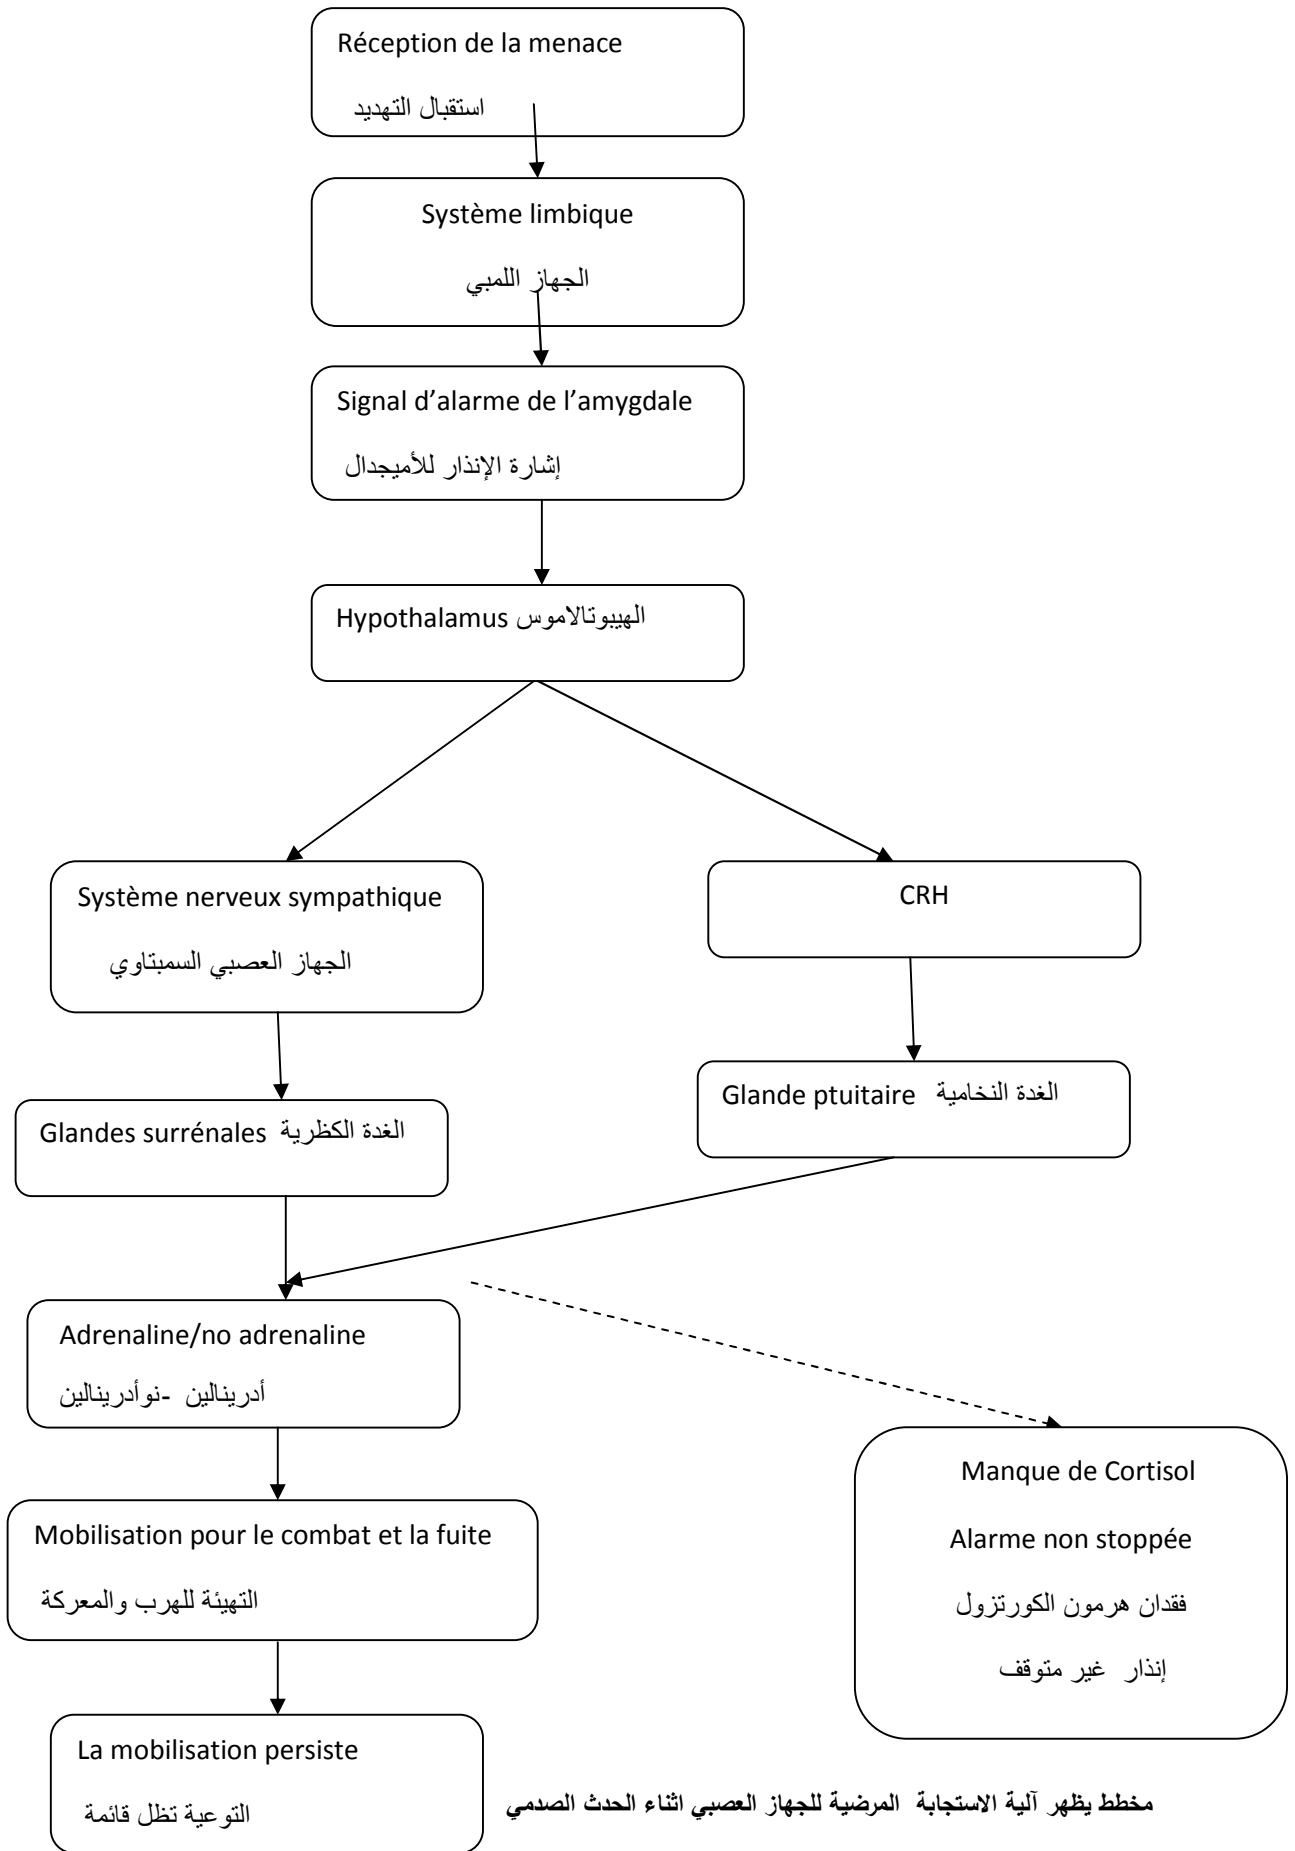 Réception de la menace
استقبال التهديد
Système limbique
الجهاز اللمبي
Signal d’alarme de l’amygdale
إشارة الإنذار للأميجدال
Hypothalamus الهيبوتالاموس
Système nerveux sympathique
الجهاز العصبي السمبتاوي
CRH
Glande ptuitaire الغدة النخامية
Glandes surrénales الغدة الكظرية
Adrenaline/no adrenaline
أدرينالين -نوأدرينالين
Manque de Cortisol
Alarme non stoppée
فقدان هرمون الكورتزول
إنذار غير متوقف
Mobilisation pour le combat et la fuite
التهيئة للهرب والمعركة
La mobilisation persiste
التوعية تظل قائمة
مخطط يظهر آلية الاستجابة المرضية للجهاز العصبي اثناء الحدث الصدمي